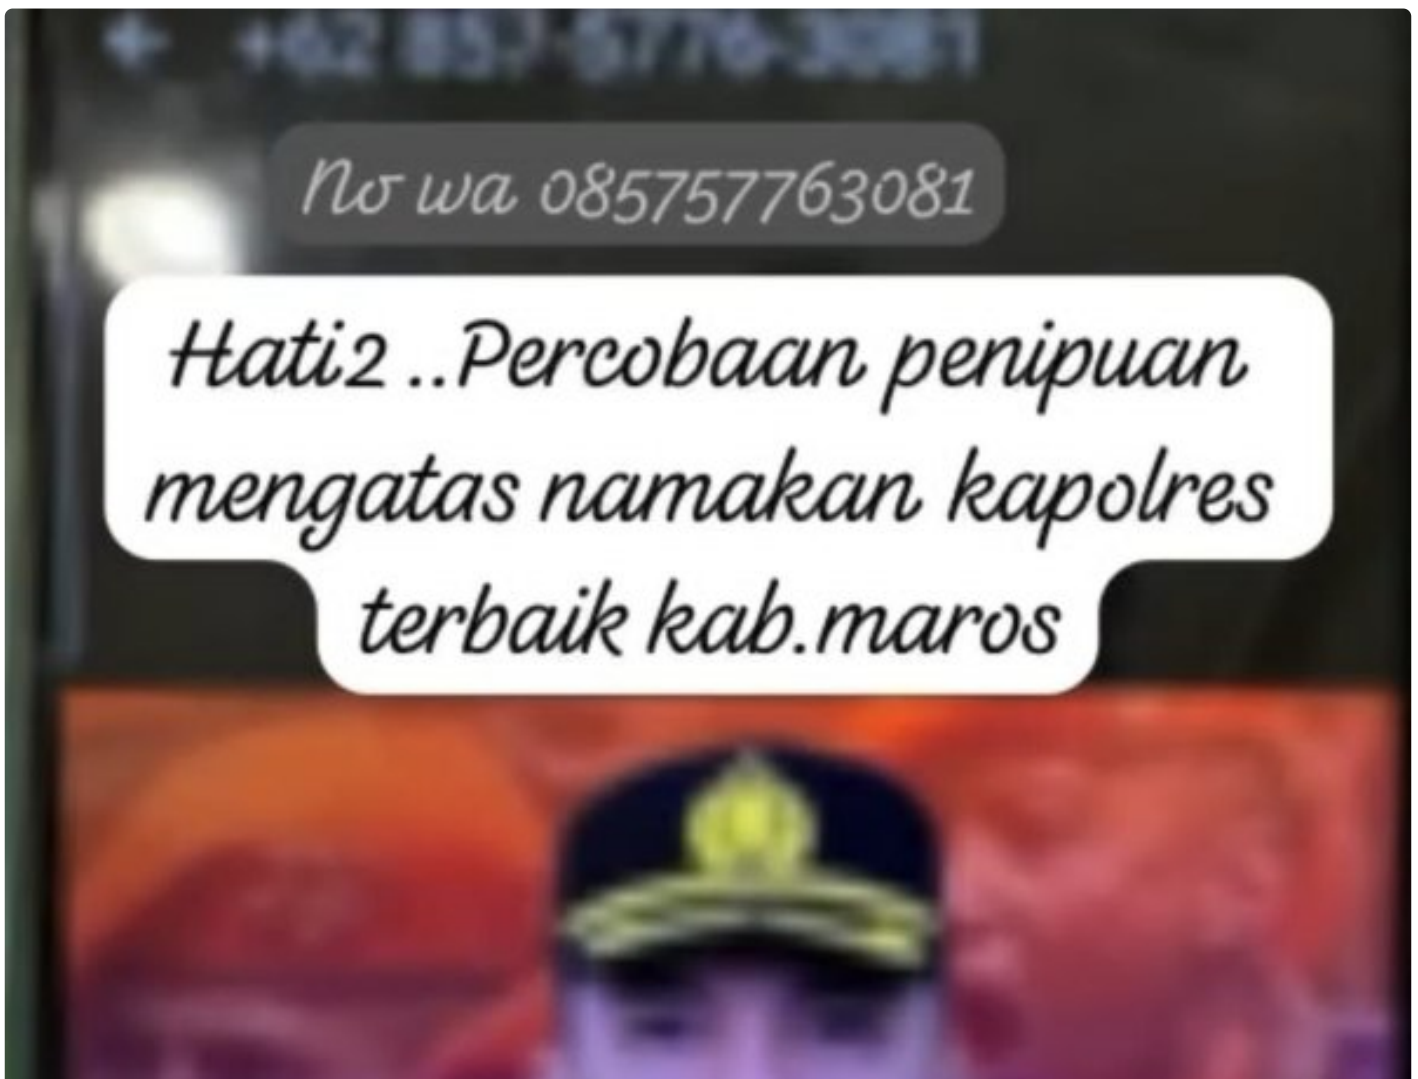 No wa 085757763081
Hati2 ..Percobaan penipuan
mengatas namakan kapolres
terbaik kab.maros